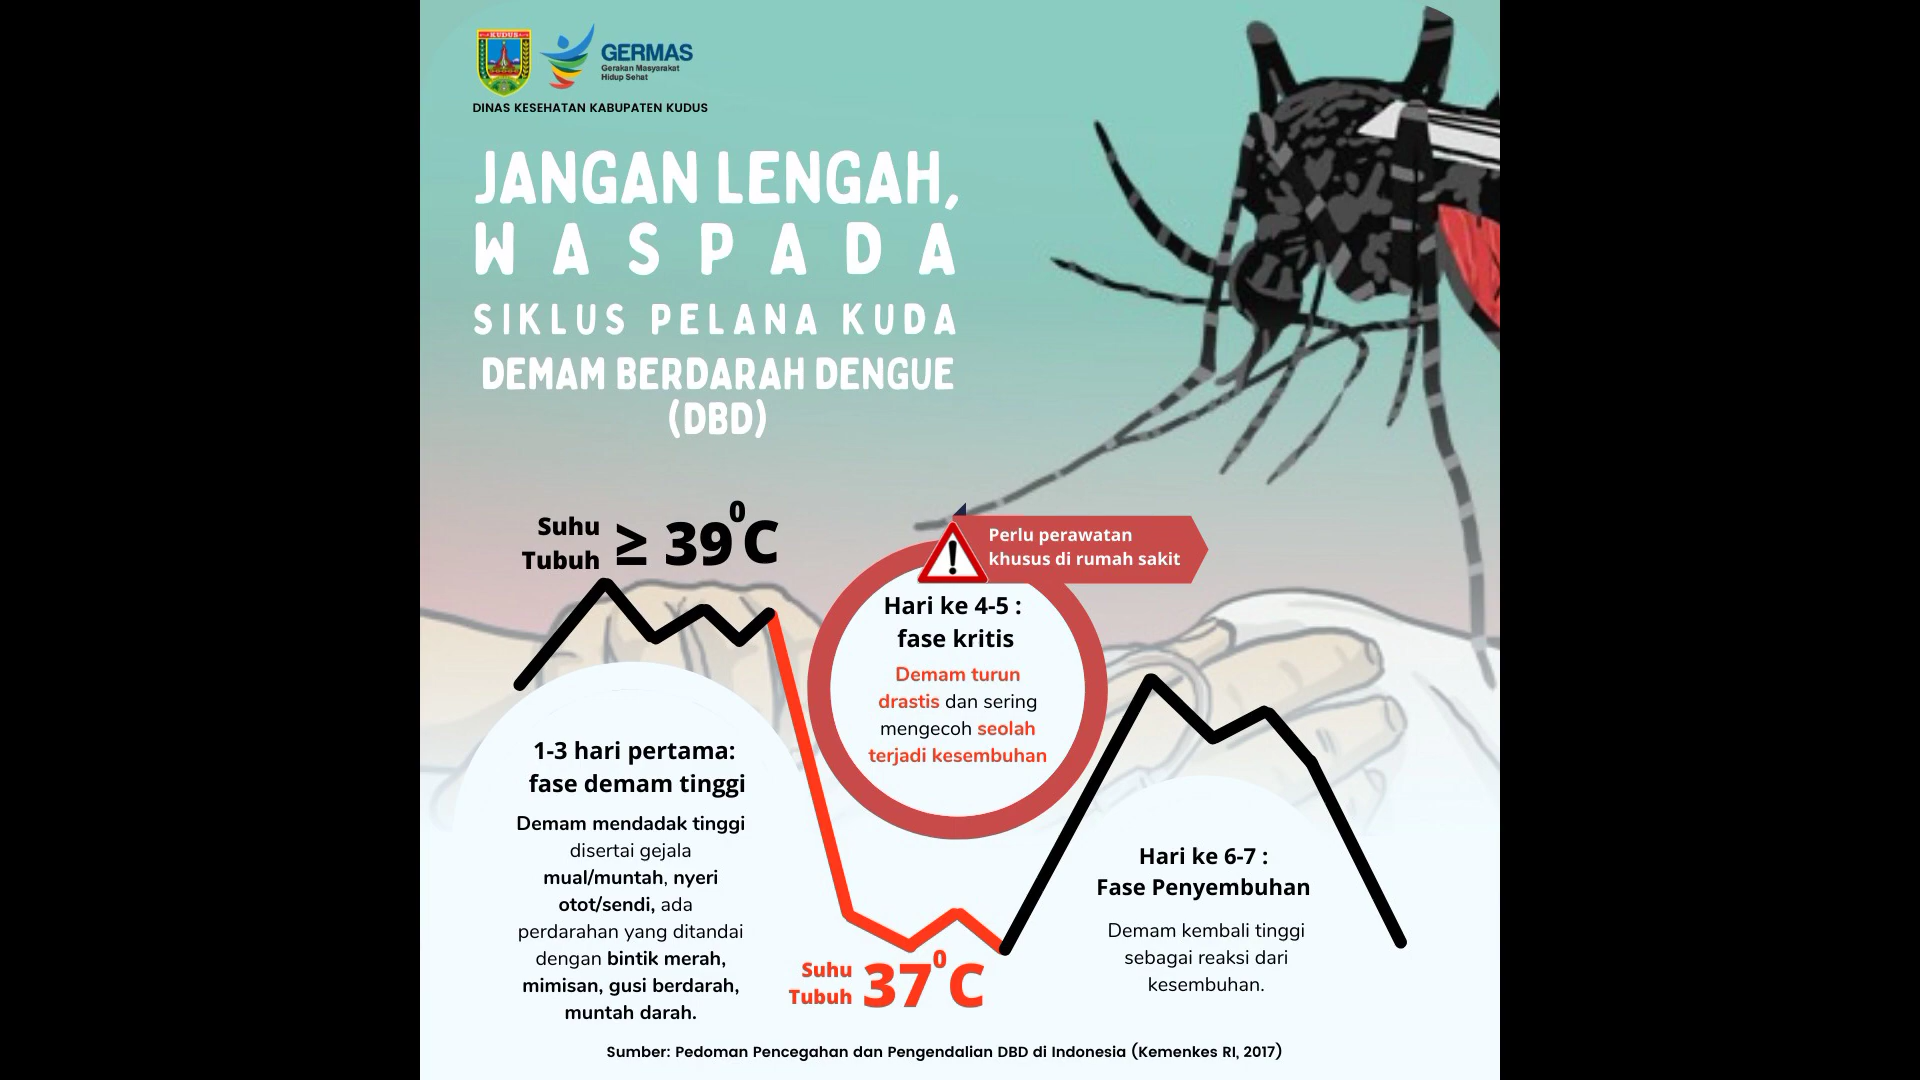 KUDUS
GERMAS
Gerakan Masyarakat
Hidup Sehat
DINAS KESEHATAN KABUPATEN KUDUS
JANGAN LENGAH,
WASPADA
SIKLUS PELANA KUDA
DEMAM BERDARAH DENGUE
(DBD)
Suhu
Tubuh ≥ 39⁰C
Perlu perawatan
khusus di rumah sakit
Hari ke 4-5 :
fase kritis
Demam turun
drastis dan sering
mengecoh seolah
terjadi kesembuhan
1-3 hari pertama:
fase demam tinggi
Demam mendadak tinggi
disertai gejala
mual/muntah, nyeri
otot/sendi, ada
perdarahan yang ditandai
dengan bintik merah,
mimisan, gusi berdarah,
muntah darah.
Suhu
Tubuh 37⁰C
Hari ke 6-7 :
Fase Penyembuhan
Demam kembali tinggi
sebagai reaksi dari
kesembuhan.
Sumber: Pedoman Pencegahan dan Pengendalian DBD di Indonesia (Kemenkes RI, 2017)